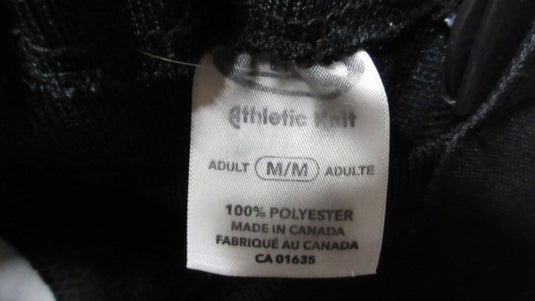 Athletic Knit
ADULT M/M ADULTE
100% POLYESTER
MADE IN CANADA
FABRIQUÉ AU CANADA
CA 01635